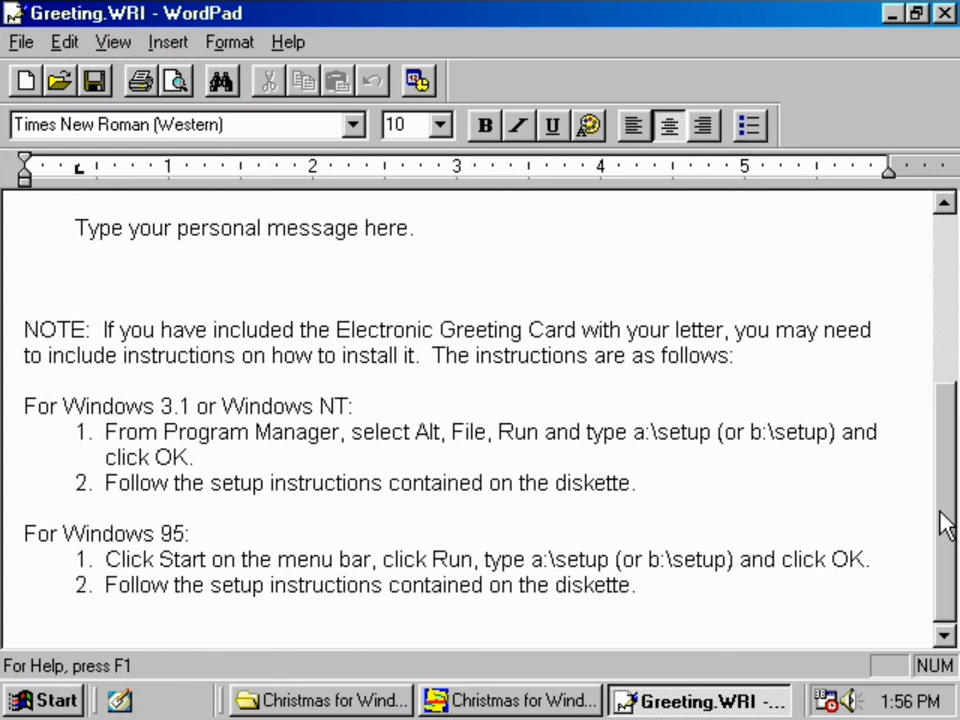 Greeting.WRI - WordPad
File Edit View Insert Format Help
Times New Roman (Western) 10 B I U
1 2 3 4 5
Type your personal message here.
NOTE:  If you have included the Electronic Greeting Card with your letter, you may need
to include instructions on how to install it.  The instructions are as follows:
For Windows 3.1 or Windows NT:
1. From Program Manager, select Alt, File, Run and type a:\setup (or b:\setup) and
click OK.
2. Follow the setup instructions contained on the diskette.
For Windows 95:
1. Click Start on the menu bar, click Run, type a:\setup (or b:\setup) and click OK.
2. Follow the setup instructions contained on the diskette.
For Help, press F1 NUM
Start Christmas for Wind... Christmas for Wind... Greeting.WRI -... 1:56 PM